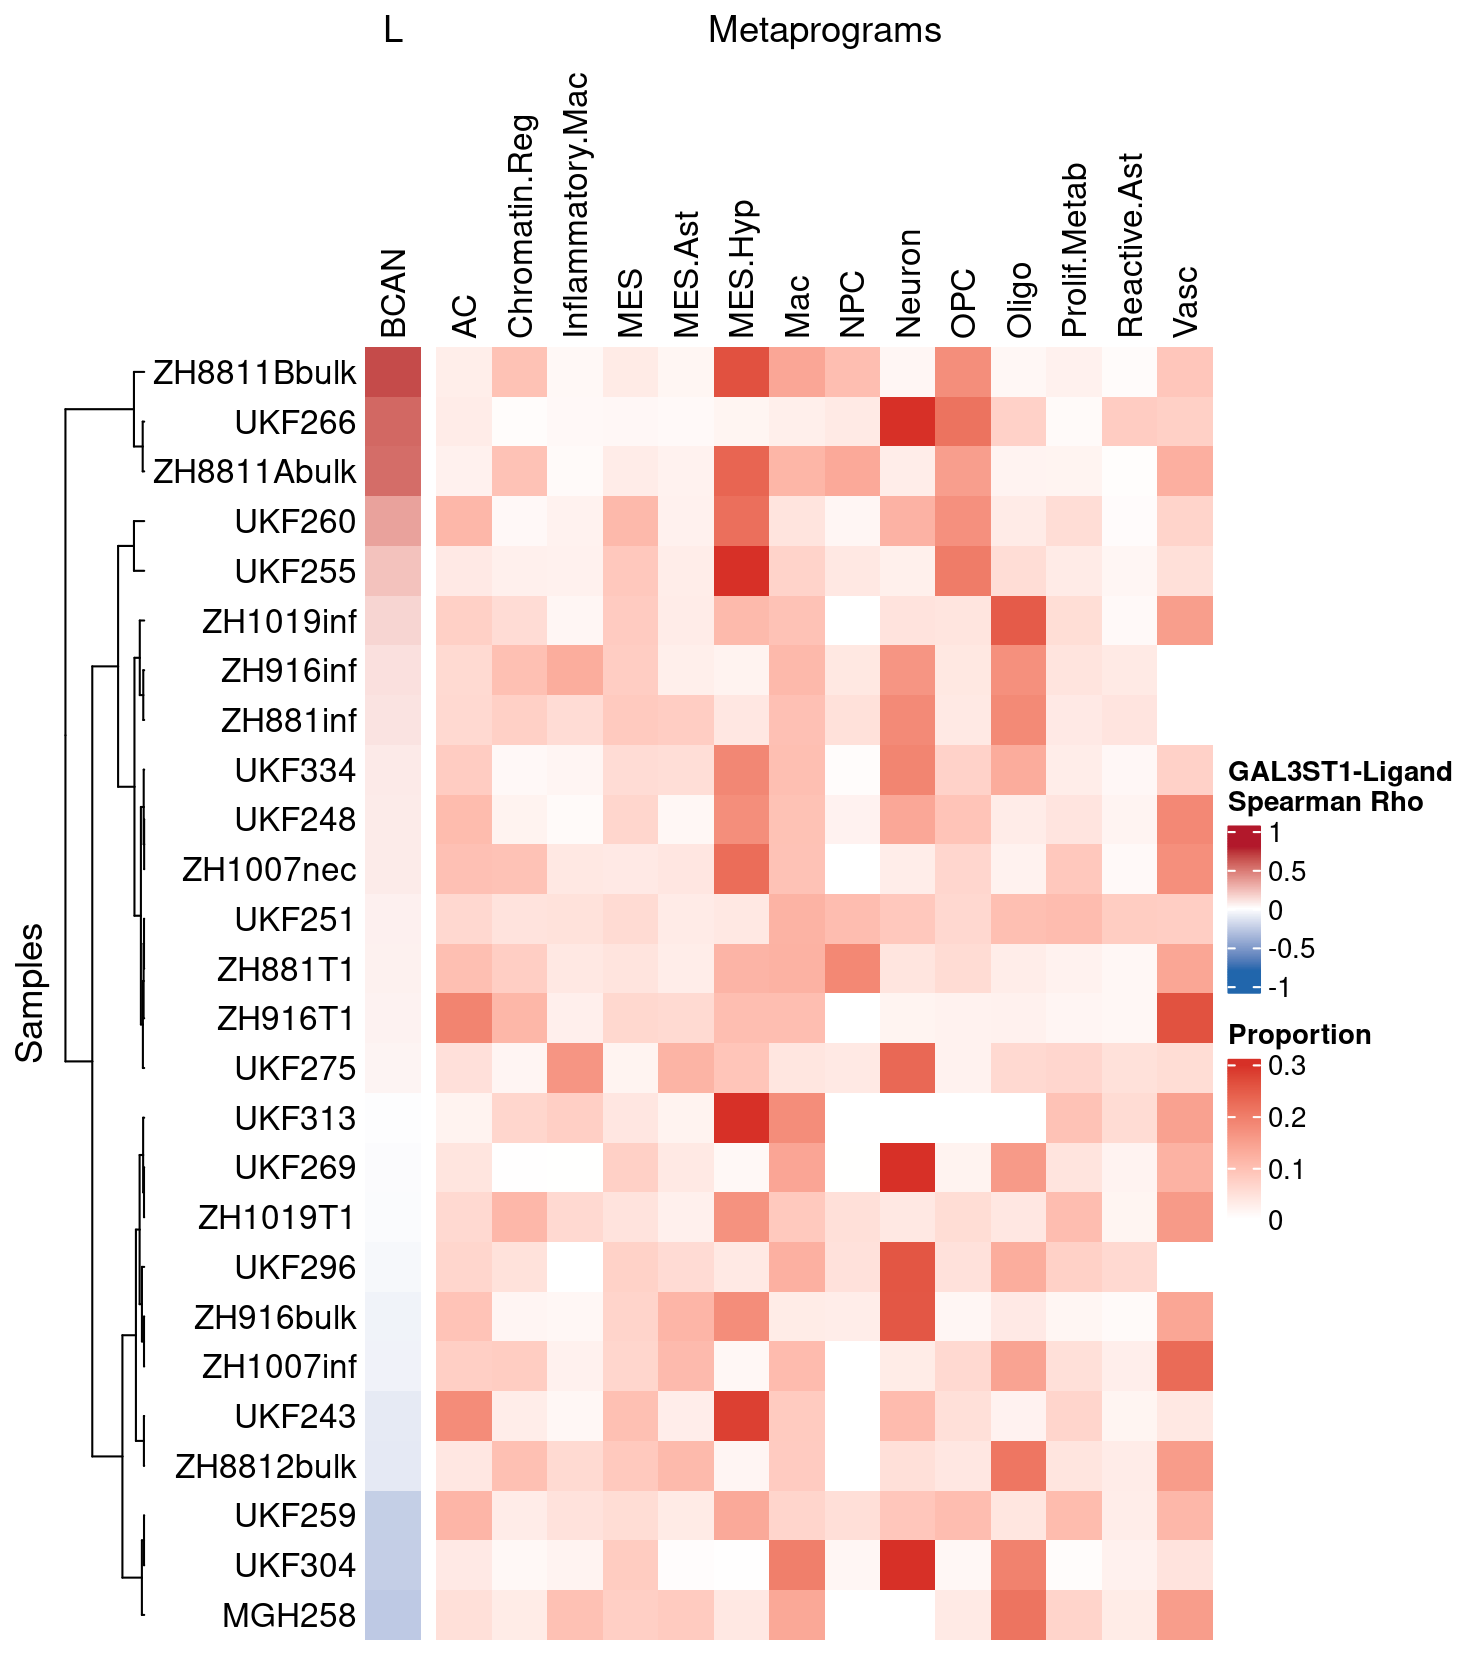 L
Metaprograms
BCAN
AC
Chromatin.Reg
Inflammatory.Mac
MES
MES.Ast
MES.Hyp
Mac
NPC
Neuron
OPC
Oligo
Prolif.Metab
Reactive.Ast
Vasc
Samples
ZH8811Bbulk
UKF266
ZH8811Abulk
UKF260
UKF255
ZH1019inf
ZH916inf
ZH881inf
UKF334
UKF248
ZH1007nec
UKF251
ZH881T1
ZH916T1
UKF275
UKF313
UKF269
ZH1019T1
UKF296
ZH916bulk
ZH1007inf
UKF243
ZH8812bulk
UKF259
UKF304
MGH258
GAL3ST1-Ligand
Spearman Rho
1
0.5
0
-0.5
-1
Proportion
0.3
0.2
0.1
0